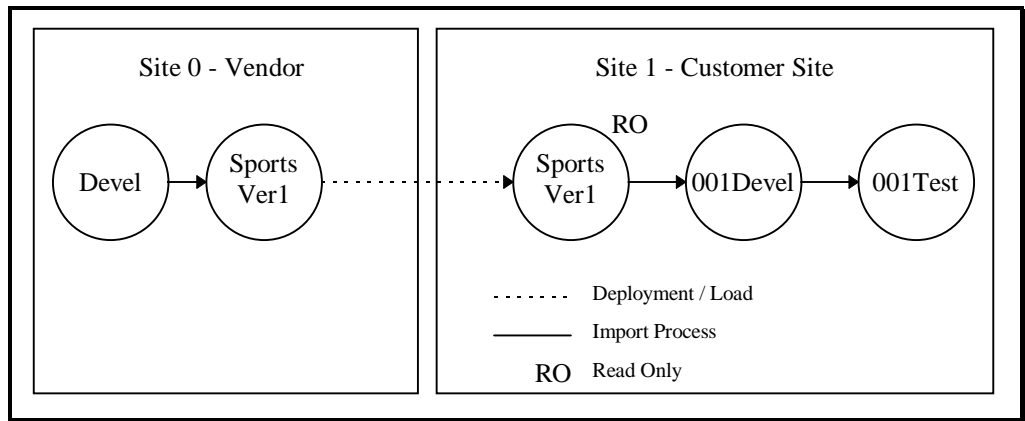 Site 0 - Vendor
Devel
Sports
Ver1
Site 1 - Customer Site
RO
Sports
Ver1
001Devel
001Test
Deployment / Load
Import Process
RO Read Only